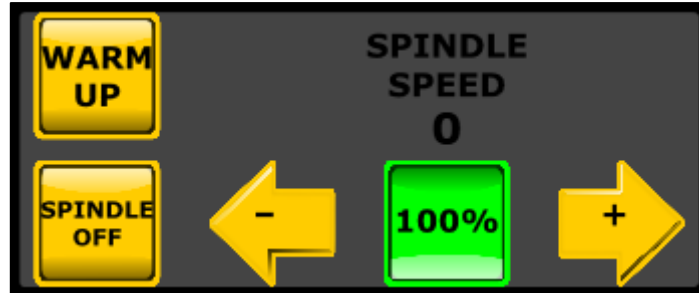 WARM
UP
SPINDLE
SPEED
0
SPINDLE
OFF
-
100%
+